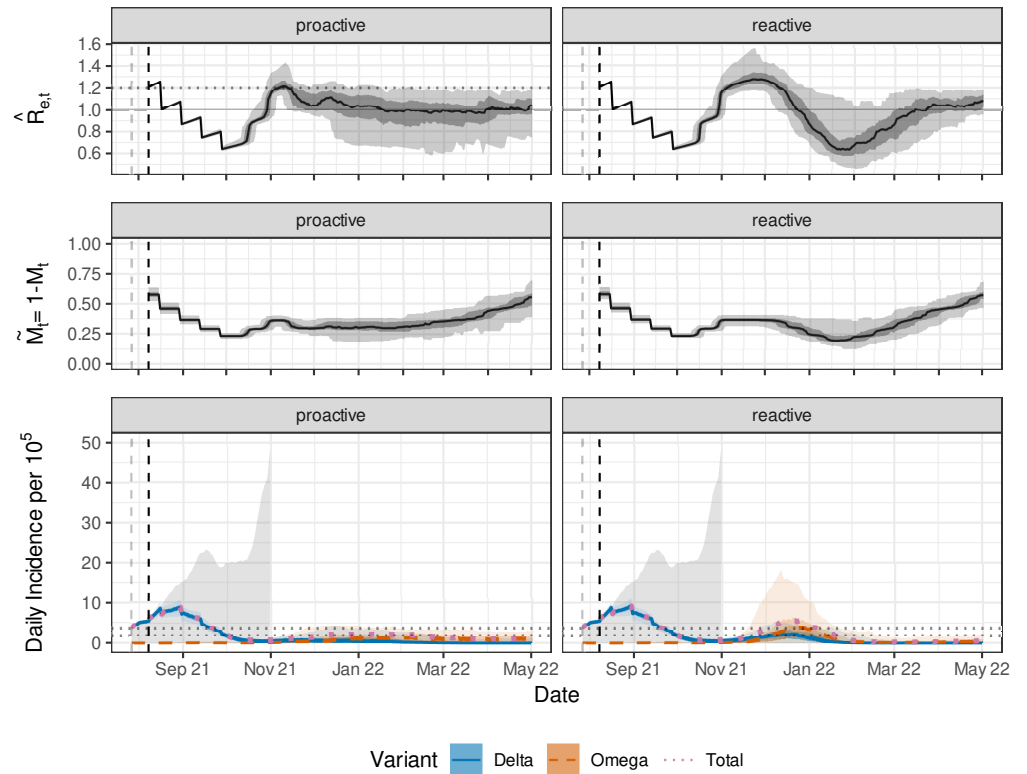 proactive
reactive
R̂e,t
1.6
1.4
1.2
1.0
0.8
0.6
proactive
reactive
M̃t= 1-Mt
1.00
0.75
0.50
0.25
0.00
proactive
reactive
Daily Incidence per 10⁵
50
40
30
20
10
0
Sep 21 Nov 21 Jan 22 Mar 22 May 22 Sep 21 Nov 21 Jan 22 Mar 22 May 22
Date
Variant Delta Omega Total